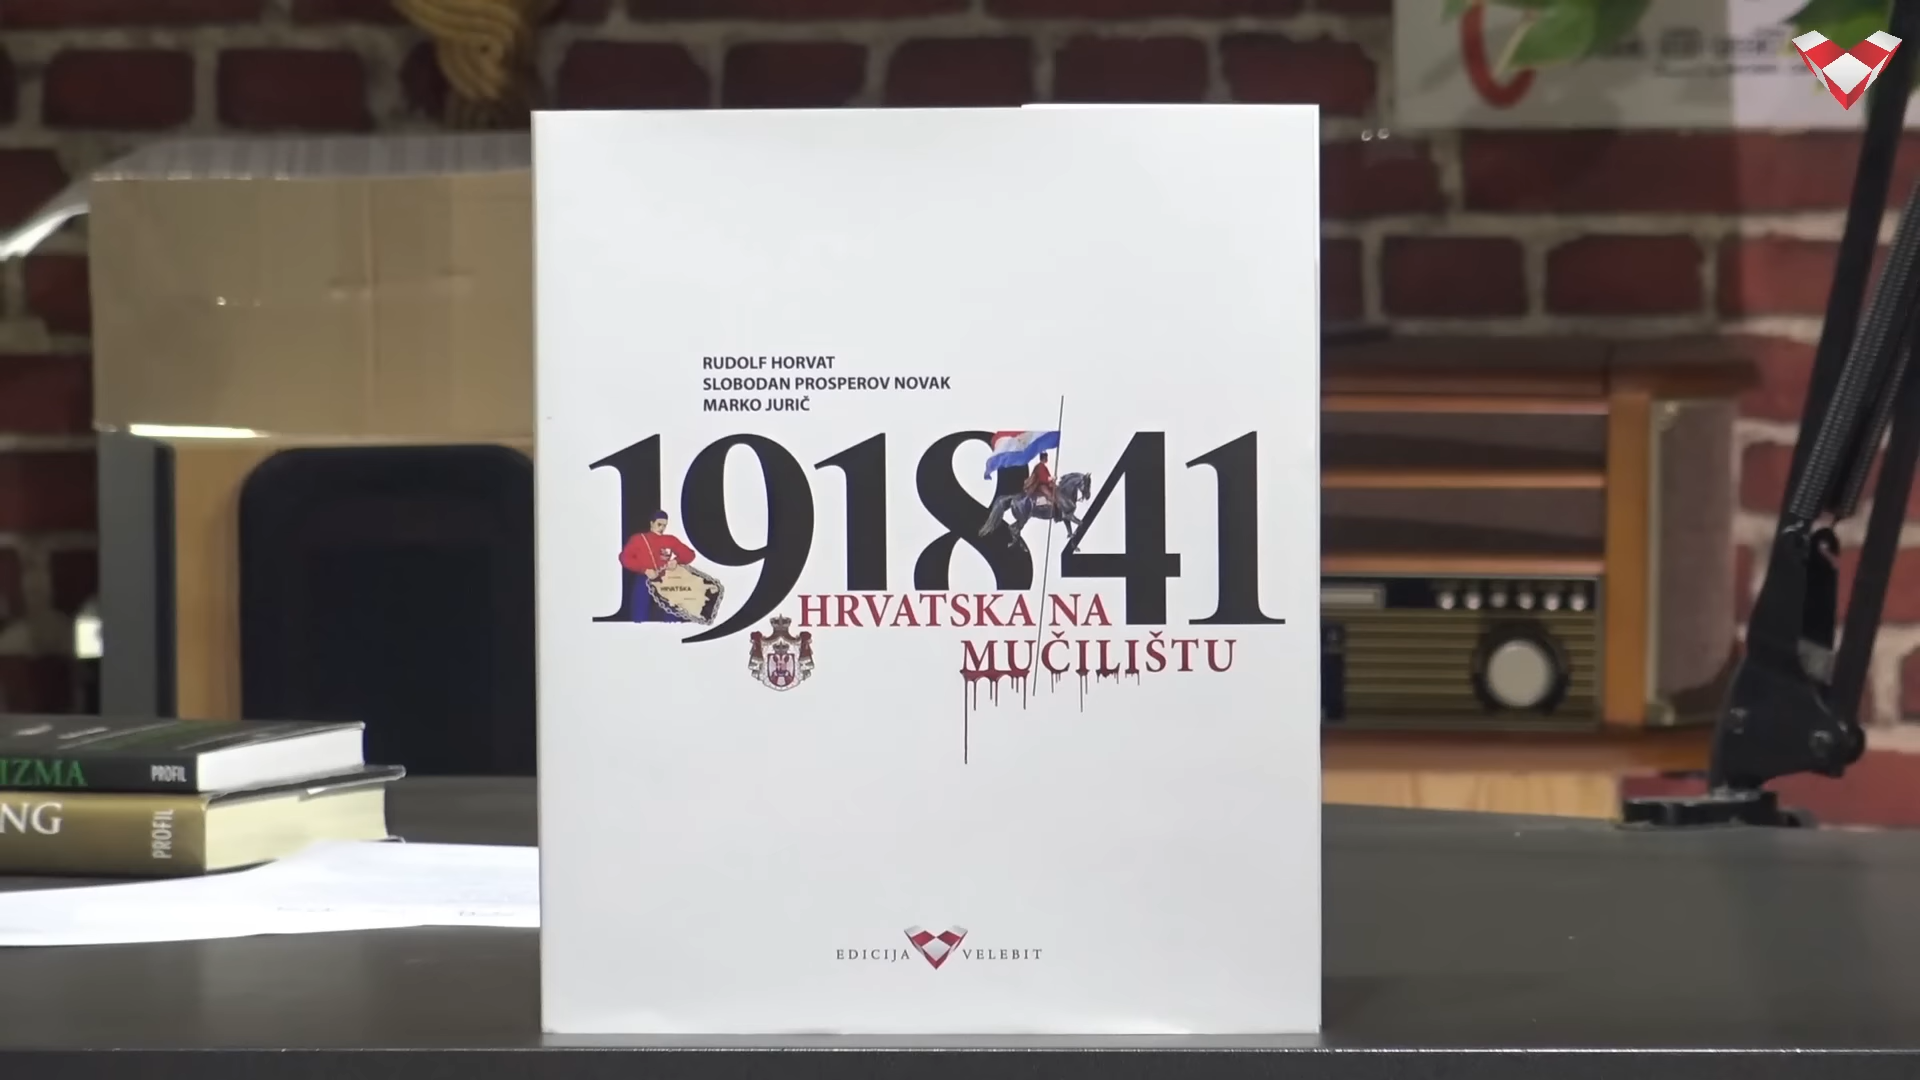 RUDOLF HORVAT
SLOBODAN PROSPEROV NOVAK
MARKO JURIČ
1918 41
HRVATSKA NA
MUČILIŠTU
HRVATSKA
EDICIJA VELEBIT
IZMA PROFIL
NG PROFIL